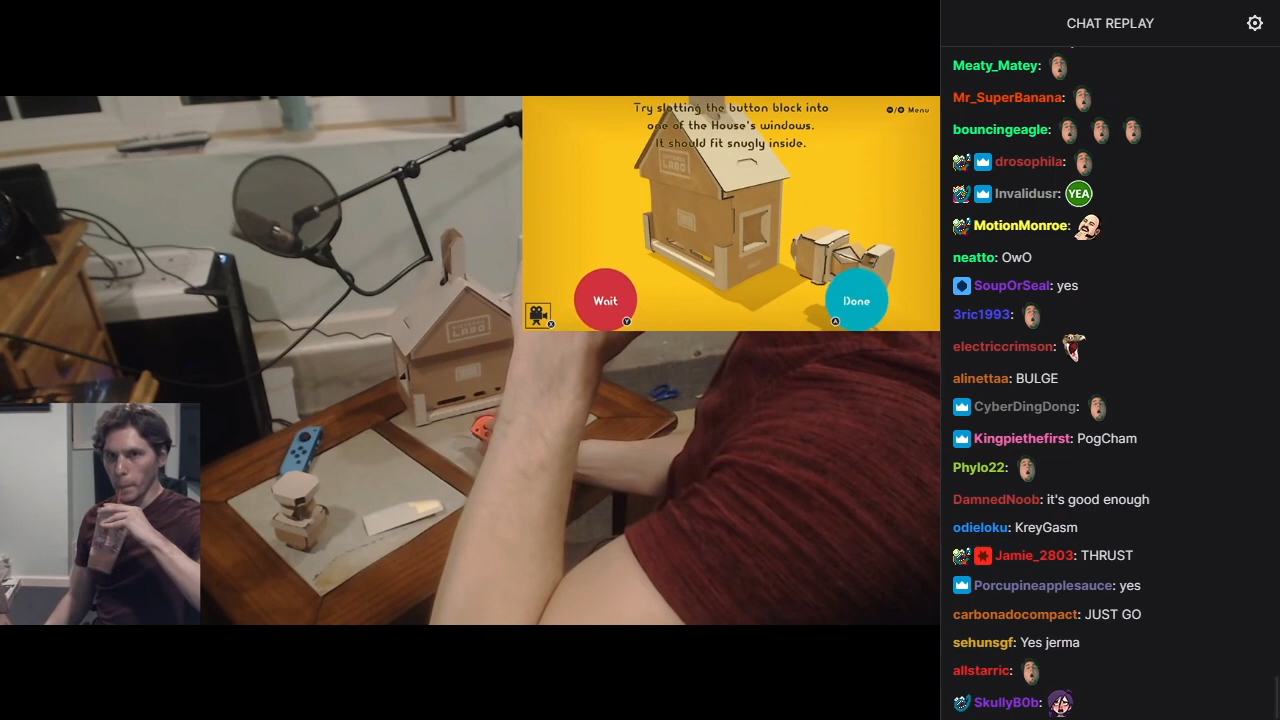 CHAT REPLAY
Try slotting the button block into
one of the House's windows.
It should fit snugly inside.
Menu
NINTENDO
LABO
Wait
Y
Done
A
X
NINTENDO
LABO
Meaty_Matey:
Mr_SuperBanana:
bouncingeagle:
drosophila:
Invalidusr: YEA
MotionMonroe:
neatto: OwO
SoupOrSeal: yes
3ric1993:
electriccrimson:
alinettaa: BULGE
CyberDingDong:
Kingpiethefirst: PogCham
Phylo22:
DamnedNoob: it's good enough
odieloku: KreyGasm
Jamie_2803: THRUST
Porcupineapplesauce: yes
carbonadocompact: JUST GO
sehunsgf: Yes jerma
allstarric:
SkullyB0b: